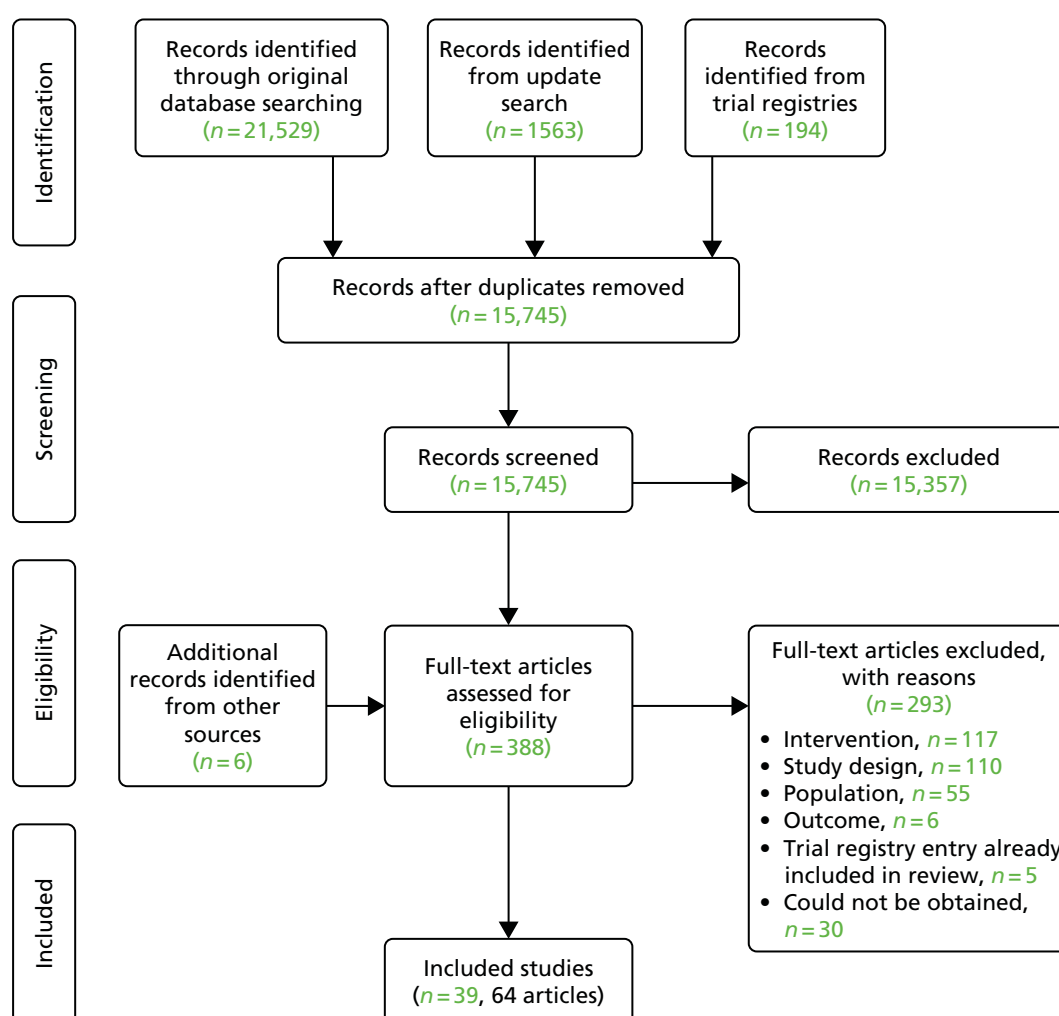 Identification
Records identified
through original
database searching
(n=21,529)
Records identified
from update
search
(n=1563)
Records
identified from
trial registries
(n=194)
Records after duplicates removed
(n=15,745)
Screening
Records screened
(n=15,745)
Records excluded
(n=15,357)
Eligibility
Additional
records identified
from other
sources
(n=6)
Full-text articles
assessed for
eligibility
(n=388)
Full-text articles excluded,
with reasons
(n=293)
• Intervention, n=117
• Study design, n=110
• Population, n=55
• Outcome, n=6
• Trial registry entry already
included in review, n=5
• Could not be obtained,
n=30
Included
Included studies
(n=39, 64 articles)